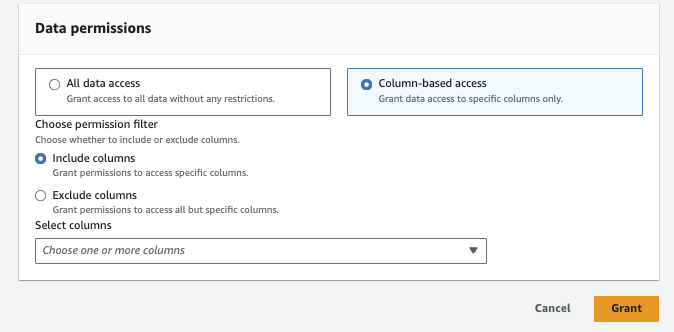 Data permissions
All data access
Grant access to all data without any restrictions.
Column-based access
Grant data access to specific columns only.
Choose permission filter
Choose whether to include or exclude columns.
Include columns
Grant permissions to access specific columns.
Exclude columns
Grant permissions to access all but specific columns.
Select columns
Choose one or more columns
Cancel
Grant